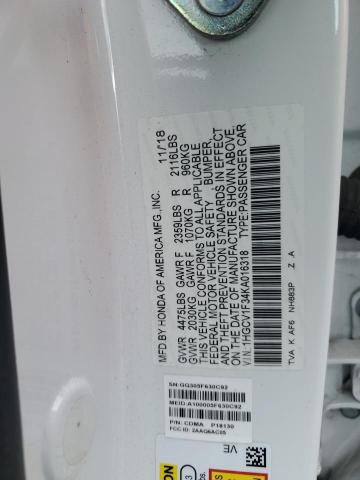 MFD. BY HONDA OF AMERICA MFG.,INC. 11/18
GVWR 4475LBS GAWR F 2359LBS R 2116LBS
GVWR 2030KG GAWR F 1070KG R 960KG
THIS VEHICLE CONFORMS TO ALL APPLICABLE
FEDERAL MOTOR VEHICLE SAFETY, BUMPER,
AND THEFT PREVENTION STANDARDS IN EFFECT
ON THE DATE OF MANUFACTURE SHOWN ABOVE.
VIN: 1HGCV1F34KA016318 TYPE:PASSENGER CAR
TVA K AF6 NH883P Z A
SN:GQ305F630C92
MEID:A100005F630C92
P/N: CDMA P18130
FCC ID: 2AAQ6AC05
VE